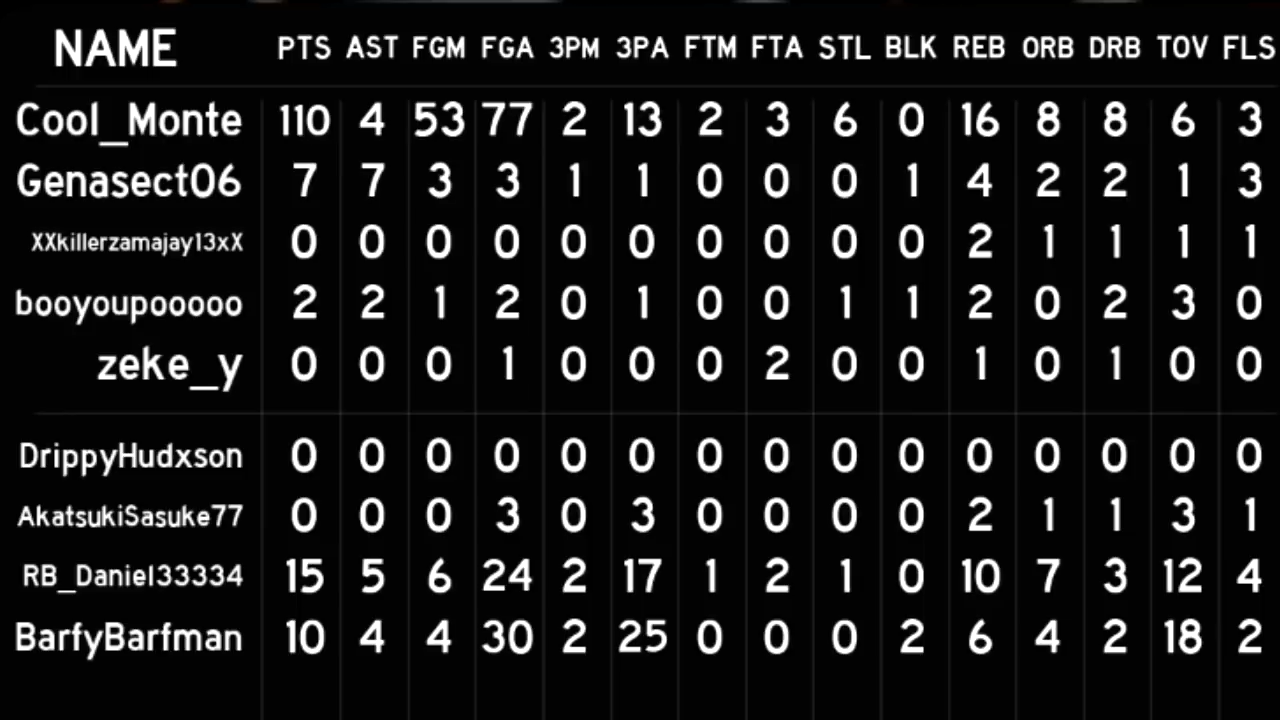 NAME PTS AST FGM FGA 3PM 3PA FTM FTA STL BLK REB ORB DRB TOV FLS
Cool_Monte 110 4 53 77 2 13 2 3 6 0 16 8 8 6 3
Genasect06 7 7 3 3 1 1 0 0 0 1 4 2 2 1 3
XXkillerzamajay13xX 0 0 0 0 0 0 0 0 0 0 2 1 1 1 1
booyoupooooo 2 2 1 2 0 1 0 0 1 1 2 0 2 3 0
zeke_y 0 0 0 1 0 0 0 2 0 0 1 0 1 0 0
DrippyHudxson 0 0 0 0 0 0 0 0 0 0 0 0 0 0 0
AkatsukiSasuke77 0 0 0 3 0 3 0 0 0 0 2 1 1 3 1
RB_Daniel33334 15 5 6 24 2 17 1 2 1 0 10 7 3 12 4
BarfyBarfman 10 4 4 30 2 25 0 0 0 2 6 4 2 18 2